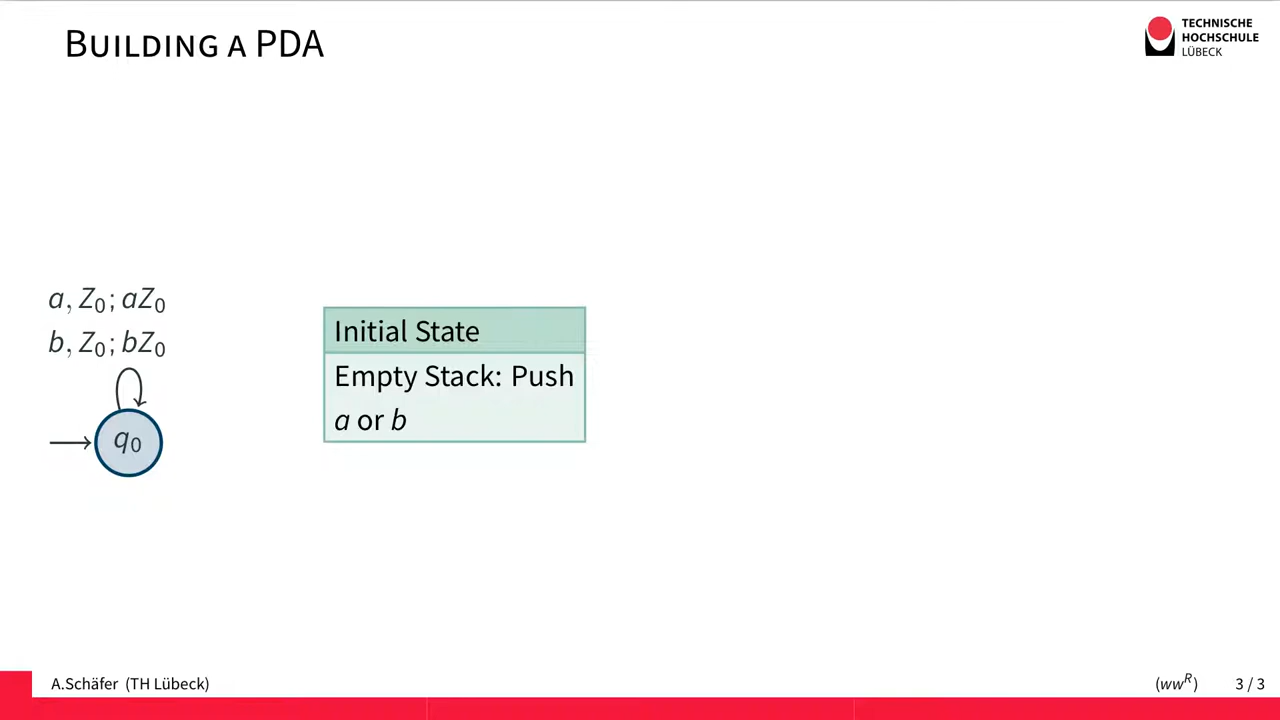 BUILDING A PDA
TECHNISCHE
HOCHSCHULE
LÜBECK
a, Z₀; aZ₀
b, Z₀; bZ₀
q₀
Initial State
Empty Stack: Push
a or b
A.Schäfer (TH Lübeck)
(wwᴿ)
3 / 3